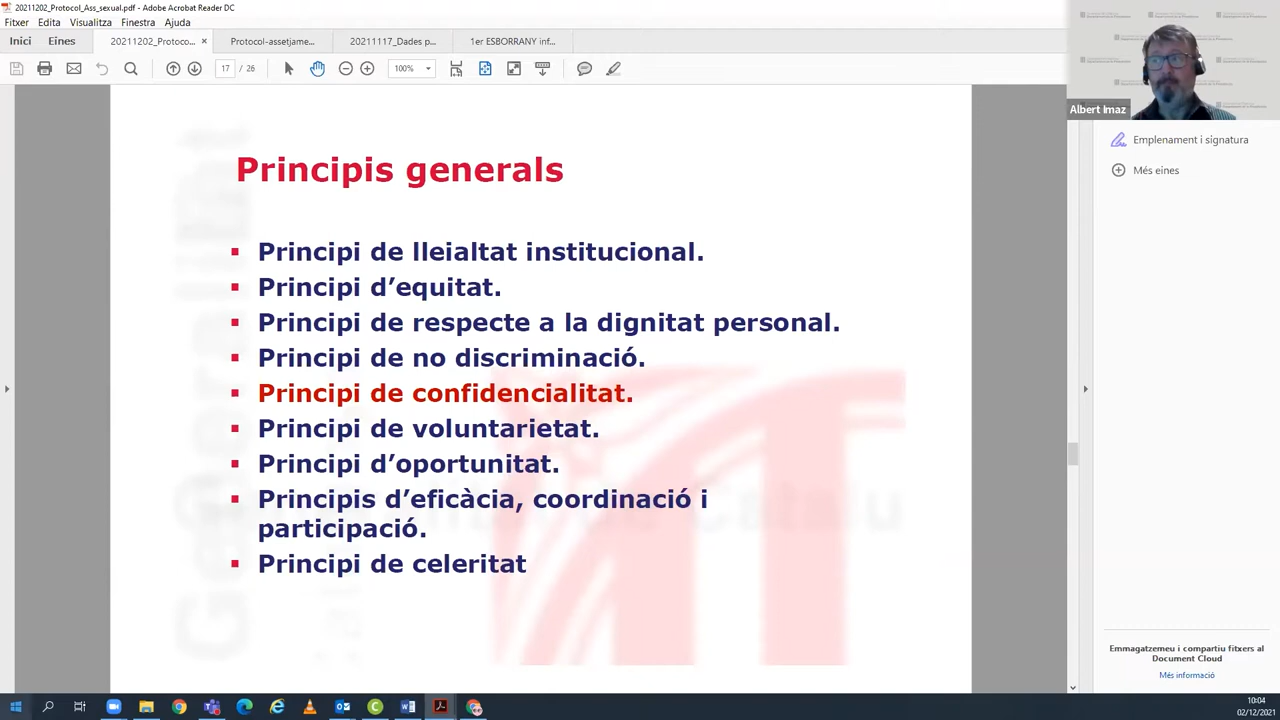 20211202_Protocol_Ass_sexual.pdf - Adobe Acrobat Reader DC
Fitxer Edita Visualitza Finestra Ajuda
Inici Eines 20211202_Protoco... × Protocol-assetjame... 20211117_Dades p... 1er ESBORRANY inf...
17 / 26 100%
Albert Imaz
Emplenament i signatura
Més eines
Principis generals
Principi de lleialtat institucional.
Principi d’equitat.
Principi de respecte a la dignitat personal.
Principi de no discriminació.
Principi de confidencialitat.
Principi de voluntarietat.
Principi d’oportunitat.
Principis d’eficàcia, coordinació i
participació.
Principi de celeritat
Emmagatzemeu i compartiu fitxers al
Document Cloud
Més informació
10:04
02/12/2021